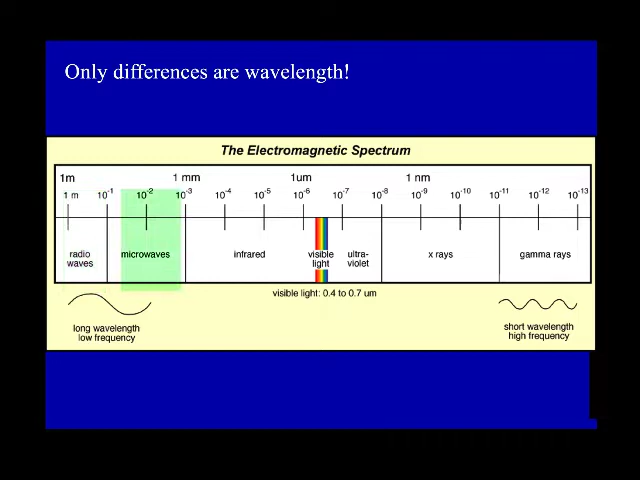 Only differences are wavelength!
The Electromagnetic Spectrum
1m 1 mm 1um 1 nm
1 m 10⁻¹ 10⁻² 10⁻³ 10⁻⁴ 10⁻⁵ 10⁻⁶ 10⁻⁷ 10⁻⁸ 10⁻⁹ 10⁻¹⁰ 10⁻¹¹ 10⁻¹² 10⁻¹³
radio
waves
microwaves
infrared
visible
light
ultra-
violet
x rays
gamma rays
visible light: 0.4 to 0.7 um
long wavelength
low frequency
short wavelength
high frequency